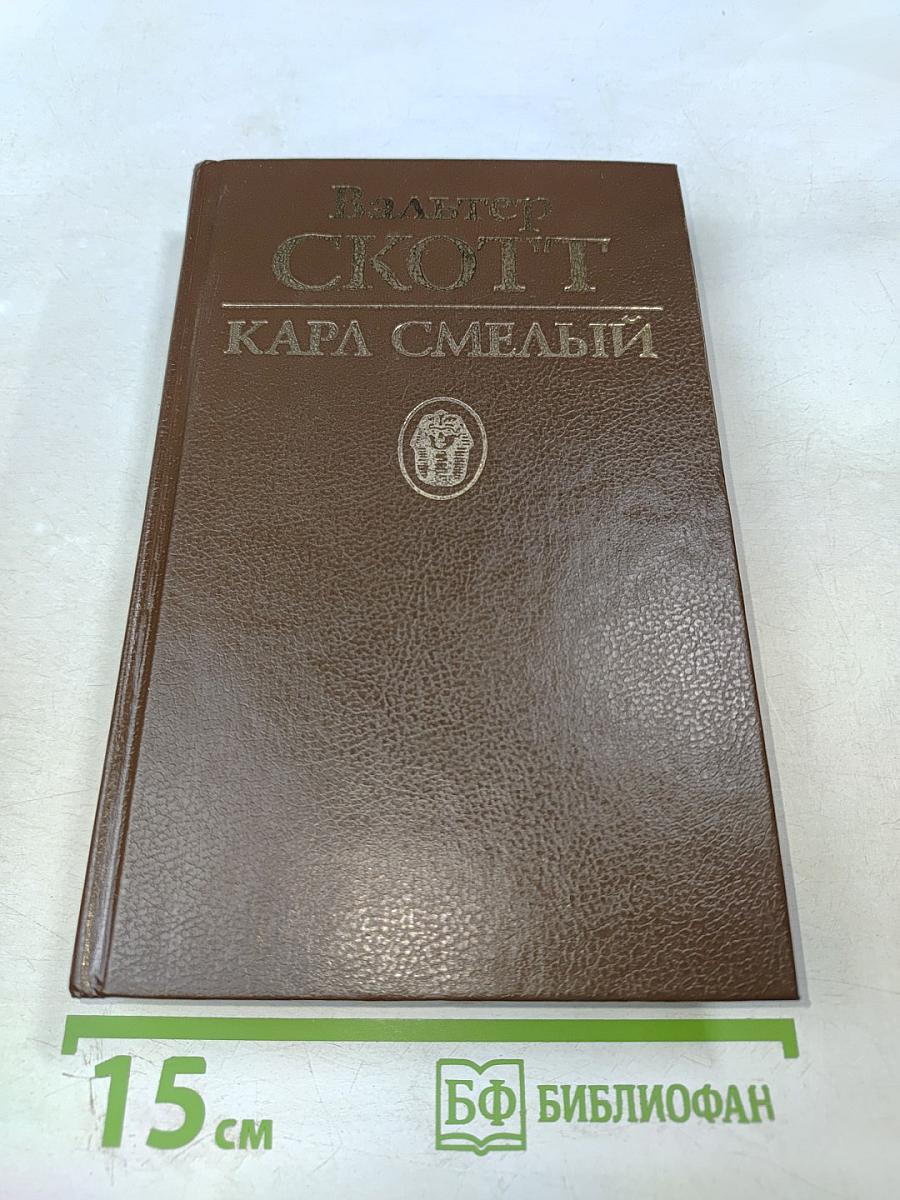 Вальтер
СКОТТ
КАРЛ СМЕЛЫЙ
15 см
БФ БИБЛИОФАН